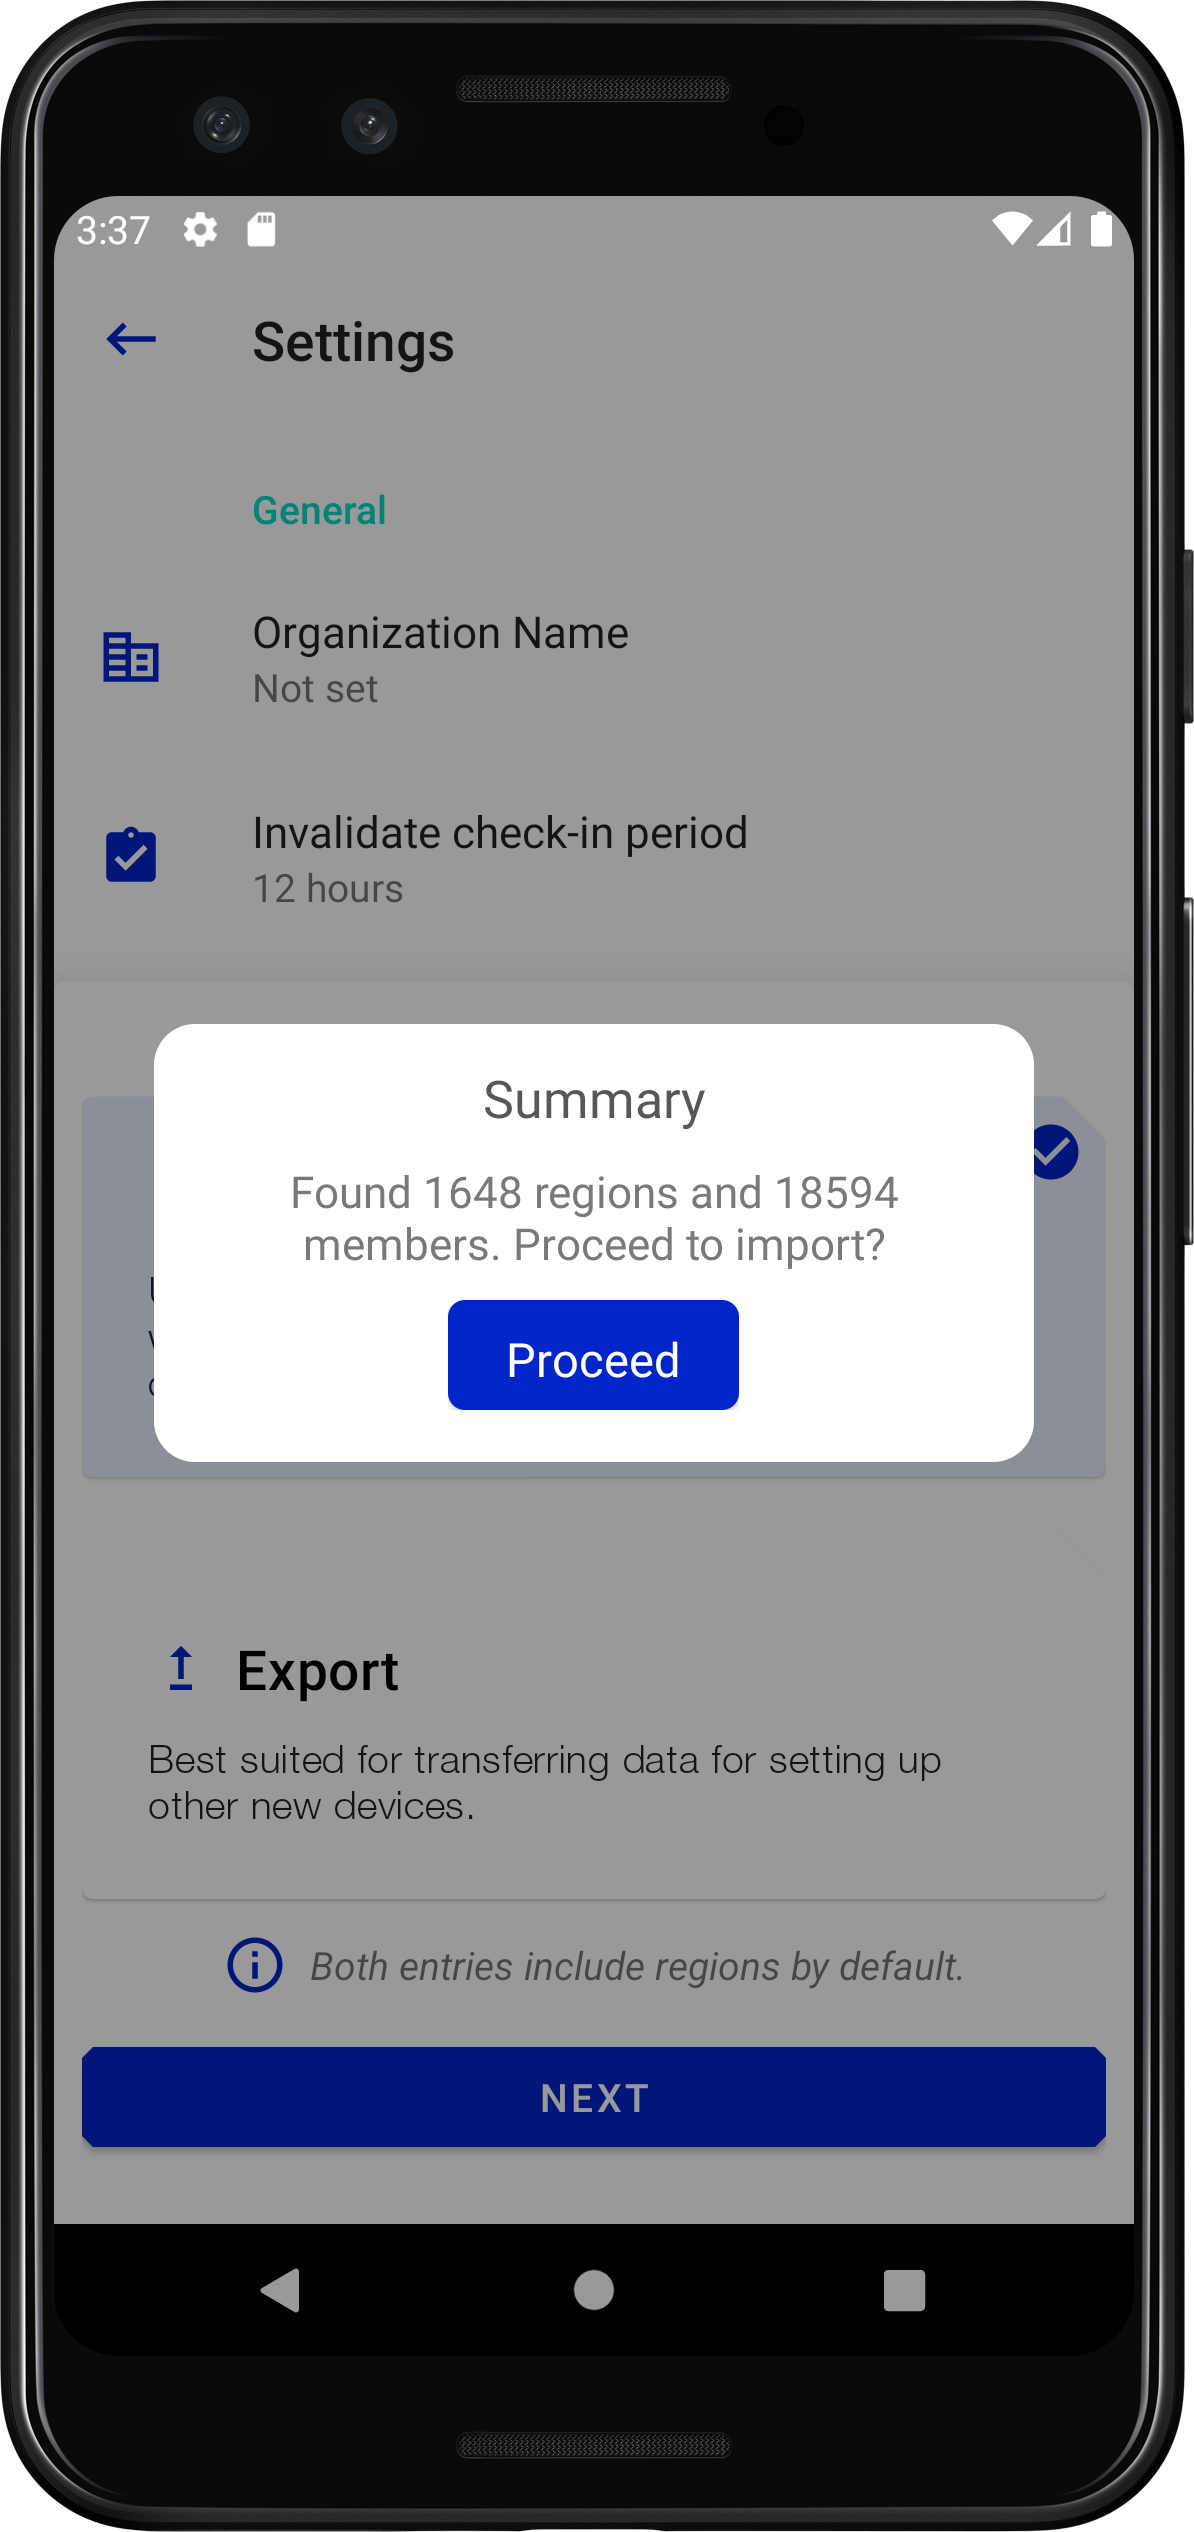 3:37
Settings
General
Organization Name
Not set
Invalidate check-in period
12 hours
Summary
Found 1648 regions and 18594
members. Proceed to import?
Proceed
Export
Best suited for transferring data for setting up
other new devices.
Both entries include regions by default.
NEXT